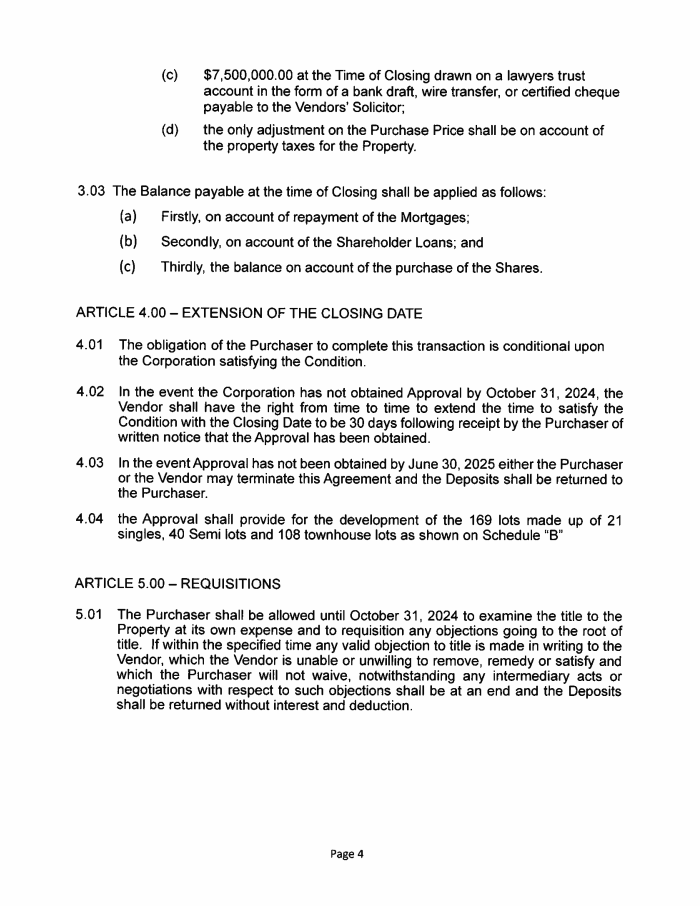 (c) $7,500,000.00 at the Time of Closing drawn on a lawyers trust
account in the form of a bank draft, wire transfer, or certified cheque
payable to the Vendors' Solicitor;
(d) the only adjustment on the Purchase Price shall be on account of
the property taxes for the Property.
3.03 The Balance payable at the time of Closing shall be applied as follows:
(a) Firstly, on account of repayment of the Mortgages;
(b) Secondly, on account of the Shareholder Loans; and
(c) Thirdly, the balance on account of the purchase of the Shares.
ARTICLE 4.00 – EXTENSION OF THE CLOSING DATE
4.01 The obligation of the Purchaser to complete this transaction is conditional upon
the Corporation satisfying the Condition.
4.02 In the event the Corporation has not obtained Approval by October 31, 2024, the
Vendor shall have the right from time to time to extend the time to satisfy the
Condition with the Closing Date to be 30 days following receipt by the Purchaser of
written notice that the Approval has been obtained.
4.03 In the event Approval has not been obtained by June 30, 2025 either the Purchaser
or the Vendor may terminate this Agreement and the Deposits shall be returned to
the Purchaser.
4.04 the Approval shall provide for the development of the 169 lots made up of 21
singles, 40 Semi lots and 108 townhouse lots as shown on Schedule "B"
ARTICLE 5.00 – REQUISITIONS
5.01 The Purchaser shall be allowed until October 31, 2024 to examine the title to the
Property at its own expense and to requisition any objections going to the root of
title. If within the specified time any valid objection to title is made in writing to the
Vendor, which the Vendor is unable or unwilling to remove, remedy or satisfy and
which the Purchaser will not waive, notwithstanding any intermediary acts or
negotiations with respect to such objections shall be at an end and the Deposits
shall be returned without interest and deduction.
Page 4